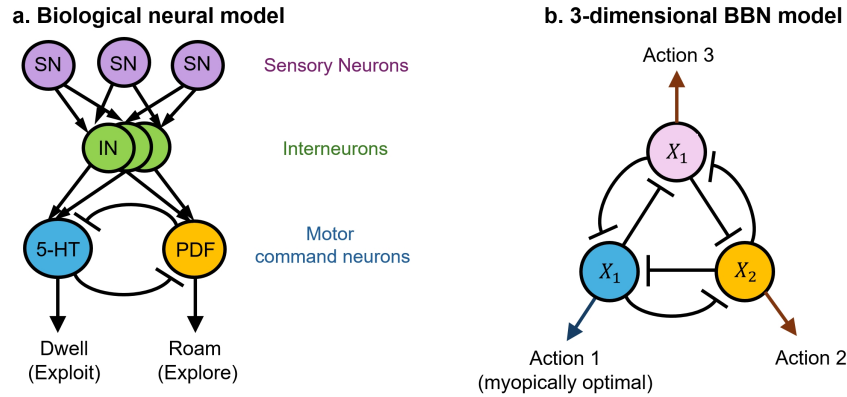 a. Biological neural model
SN
SN
SN
Sensory Neurons
IN
Interneurons
5-HT
PDF
Motor
command neurons
Dwell
(Exploit)
Roam
(Explore)
b. 3-dimensional BBN model
Action 3
X₁
X₁
X₂
Action 1
(myopically optimal)
Action 2